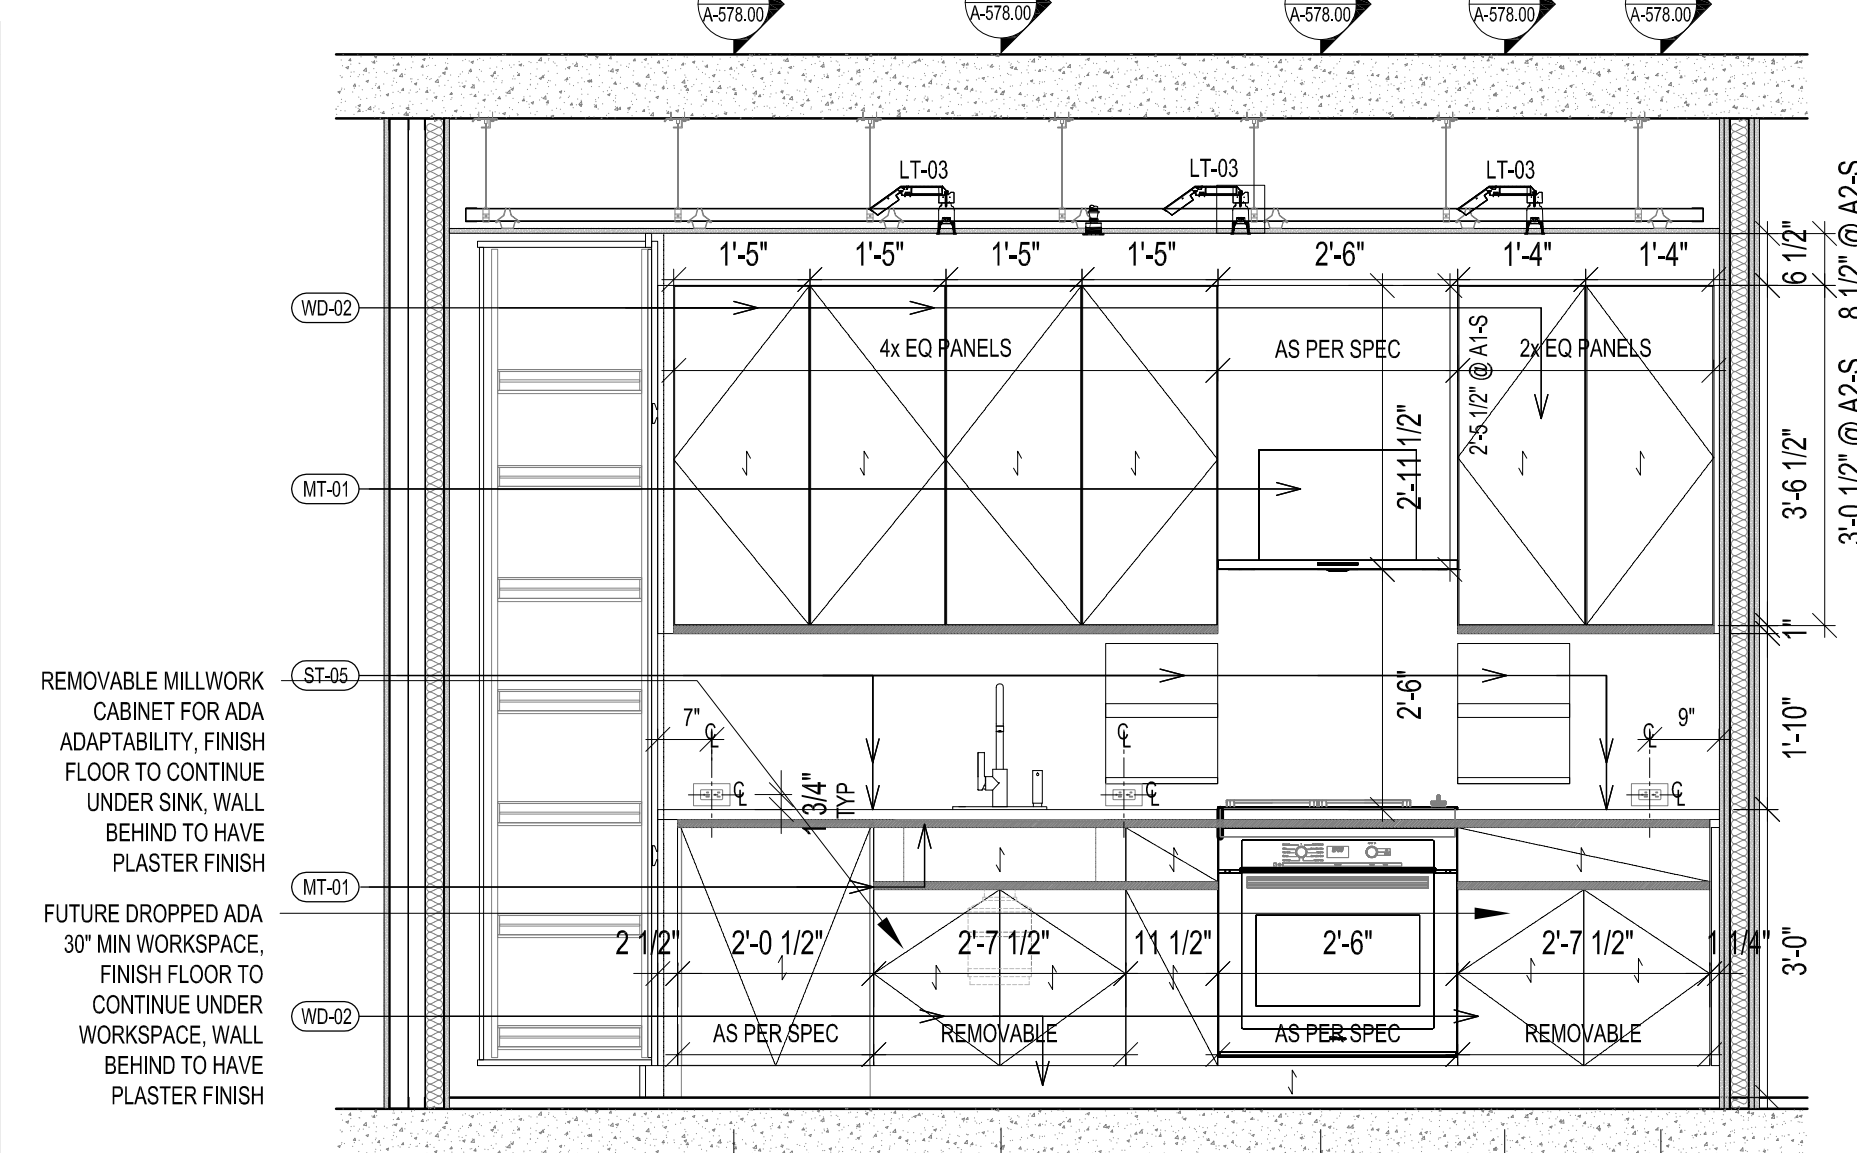 A-578.00
A-578.00
A-578.00
A-578.00
A-578.00
LT-03
LT-03
LT-03
1'-5"
1'-5"
1'-5"
1'-5"
2'-6"
1'-4"
1'-4"
6 1/2"
8 1/2" @ A2-S
WD-02
4x EQ PANELS
AS PER SPEC
2'-5 1/2" @ A1-S
2x EQ PANELS
2'-11 1/2"
3'-6 1/2"
3'-0 1/2" @ A2-S
MT-01
1"
ST-05
REMOVABLE MILLWORK
CABINET FOR ADA
ADAPTABILITY, FINISH
FLOOR TO CONTINUE
UNDER SINK, WALL
BEHIND TO HAVE
PLASTER FINISH
7"
2'-6"
9"
1'-10"
1 3/4"
TYP
MT-01
FUTURE DROPPED ADA
30" MIN WORKSPACE,
FINISH FLOOR TO
CONTINUE UNDER
WORKSPACE, WALL
BEHIND TO HAVE
PLASTER FINISH
2 1/2"
2'-0 1/2"
2'-7 1/2"
11 1/2"
2'-6"
2'-7 1/2"
1 1/4"
3'-0"
WD-02
AS PER SPEC
REMOVABLE
AS PER SPEC
REMOVABLE